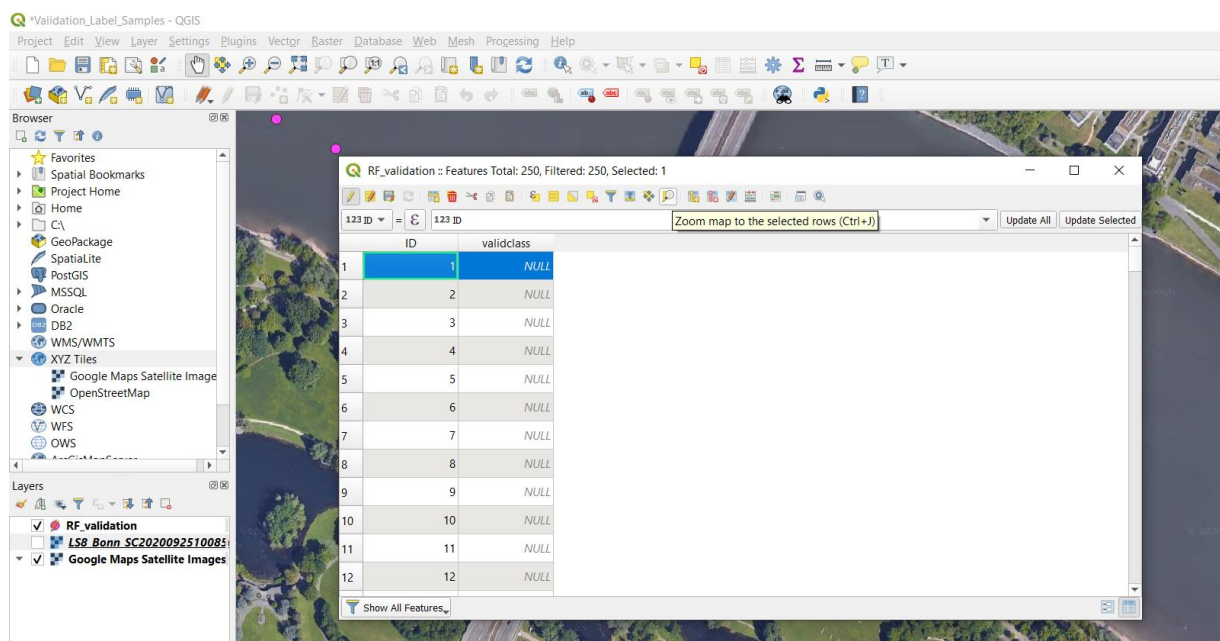 *Validation_Label_Samples - QGIS
Project Edit View Layer Settings Plugins Vector Raster Database Web Mesh Processing Help
Browser
Favorites
Spatial Bookmarks
Project Home
Home
C:\
GeoPackage
SpatiaLite
PostGIS
MSSQL
Oracle
DB2
WMS/WMTS
XYZ Tiles
Google Maps Satellite Image
OpenStreetMap
WCS
WFS
OWS
ArcGisMapServer
Layers
RF_validation
LS8_Bonn_SC2020092510085
Google Maps Satellite Images
RF_validation :: Features Total: 250, Filtered: 250, Selected: 1
123 ID = ε 123 ID
Zoom map to the selected rows (Ctrl+J)
Update All Update Selected
ID validclass
1 1 NULL
2 2 NULL
3 3 NULL
4 4 NULL
5 5 NULL
6 6 NULL
7 7 NULL
8 8 NULL
9 9 NULL
10 10 NULL
11 11 NULL
12 12 NULL
Show All Features